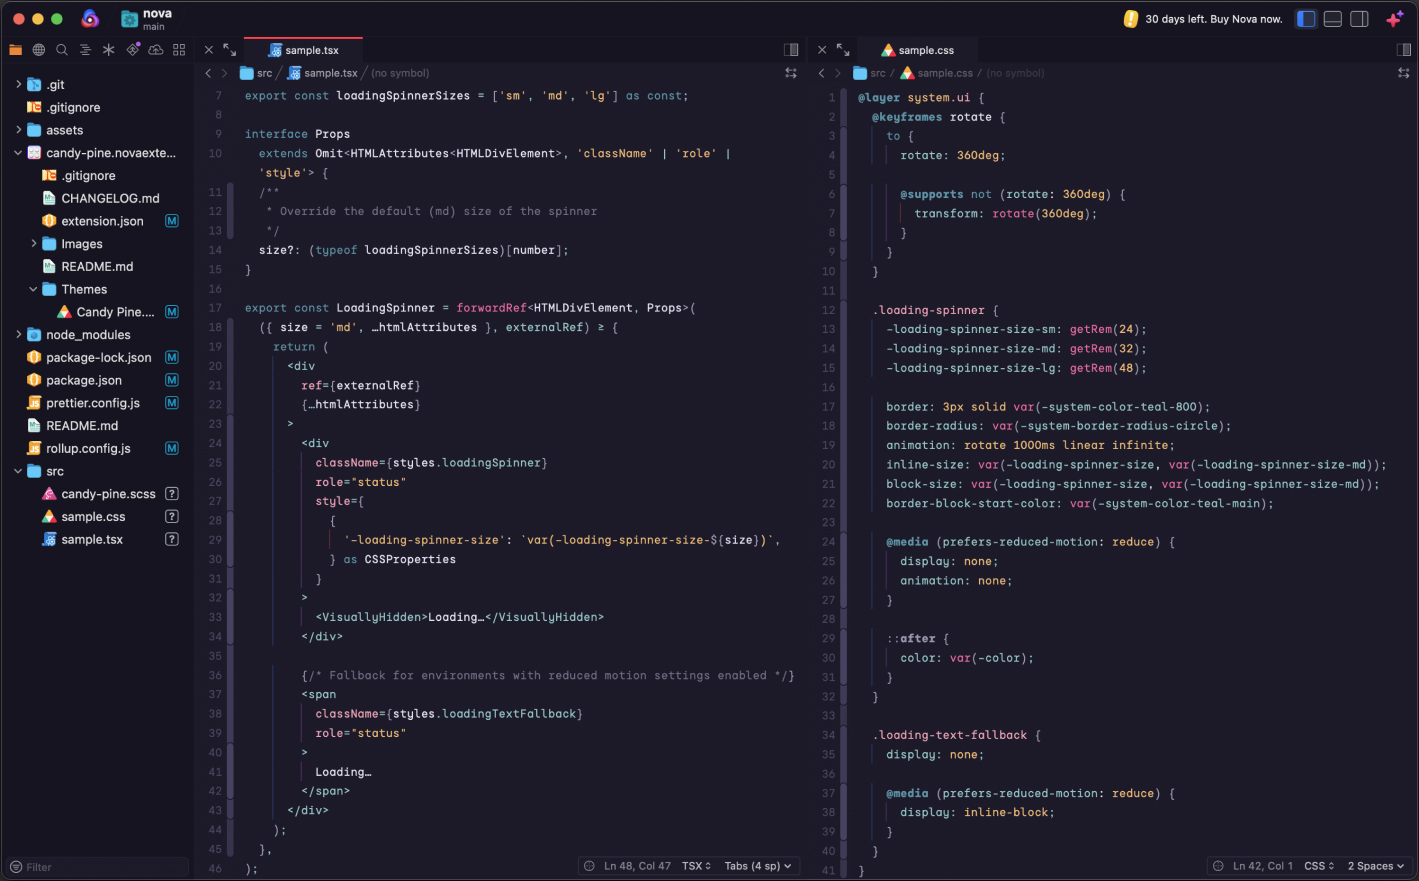 nova
main
30 days left. Buy Nova now.
sample.tsx
sample.css
src / sample.tsx / (no symbol)
src / sample.css / (no symbol)
.git
.gitignore
assets
candy-pine.novaexte...
.gitignore
CHANGELOG.md
extension.json M
Images
README.md
Themes
Candy Pine.... M
node_modules
package-lock.json M
package.json M
prettier.config.js M
README.md
rollup.config.js M
src
candy-pine.scss ?
sample.css ?
sample.tsx ?
Filter
7 export const loadingSpinnerSizes = ['sm', 'md', 'lg'] as const;
8
9 interface Props
10 extends Omit<HTMLAttributes<HTMLDivElement>, 'className' | 'role' |
'style'> {
11 /**
12 * Override the default (md) size of the spinner
13 */
14 size?: (typeof loadingSpinnerSizes)[number];
15 }
16
17 export const LoadingSpinner = forwardRef<HTMLDivElement, Props>(
18 ({ size = 'md', …htmlAttributes }, externalRef) ≥ {
19 return (
20 <div
21 ref={externalRef}
22 {…htmlAttributes}
23 >
24 <div
25 className={styles.loadingSpinner}
26 role="status"
27 style={
28 {
29 '-loading-spinner-size': `var(-loading-spinner-size-${size})`,
30 } as CSSProperties
31 }
32 >
33 <VisuallyHidden>Loading…</VisuallyHidden>
34 </div>
35
36 {/* Fallback for environments with reduced motion settings enabled */}
37 <span
38 className={styles.loadingTextFallback}
39 role="status"
40 >
41 Loading…
42 </span>
43 </div>
44 );
45 },
46 );
Ln 48, Col 47 TSX Tabs (4 sp)
1 @layer system.ui {
2 @keyframes rotate {
3 to {
4 rotate: 360deg;
5
6 @supports not (rotate: 360deg) {
7 transform: rotate(360deg);
8 }
9 }
10 }
11
12 .loading-spinner {
13 -loading-spinner-size-sm: getRem(24);
14 -loading-spinner-size-md: getRem(32);
15 -loading-spinner-size-lg: getRem(48);
16
17 border: 3px solid var(-system-color-teal-800);
18 border-radius: var(-system-border-radius-circle);
19 animation: rotate 1000ms linear infinite;
20 inline-size: var(-loading-spinner-size, var(-loading-spinner-size-md));
21 block-size: var(-loading-spinner-size, var(-loading-spinner-size-md));
22 border-block-start-color: var(-system-color-teal-main);
23
24 @media (prefers-reduced-motion: reduce) {
25 display: none;
26 animation: none;
27 }
28
29 ::after {
30 color: var(-color);
31 }
32 }
33
34 .loading-text-fallback {
35 display: none;
36
37 @media (prefers-reduced-motion: reduce) {
38 display: inline-block;
39 }
40 }
41 }
Ln 42, Col 1 CSS 2 Spaces